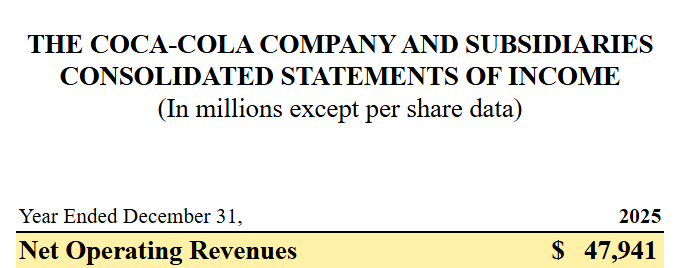 THE COCA-COLA COMPANY AND SUBSIDIARIES
CONSOLIDATED STATEMENTS OF INCOME
(In millions except per share data)
Year Ended December 31, 2025
Net Operating Revenues $ 47,941